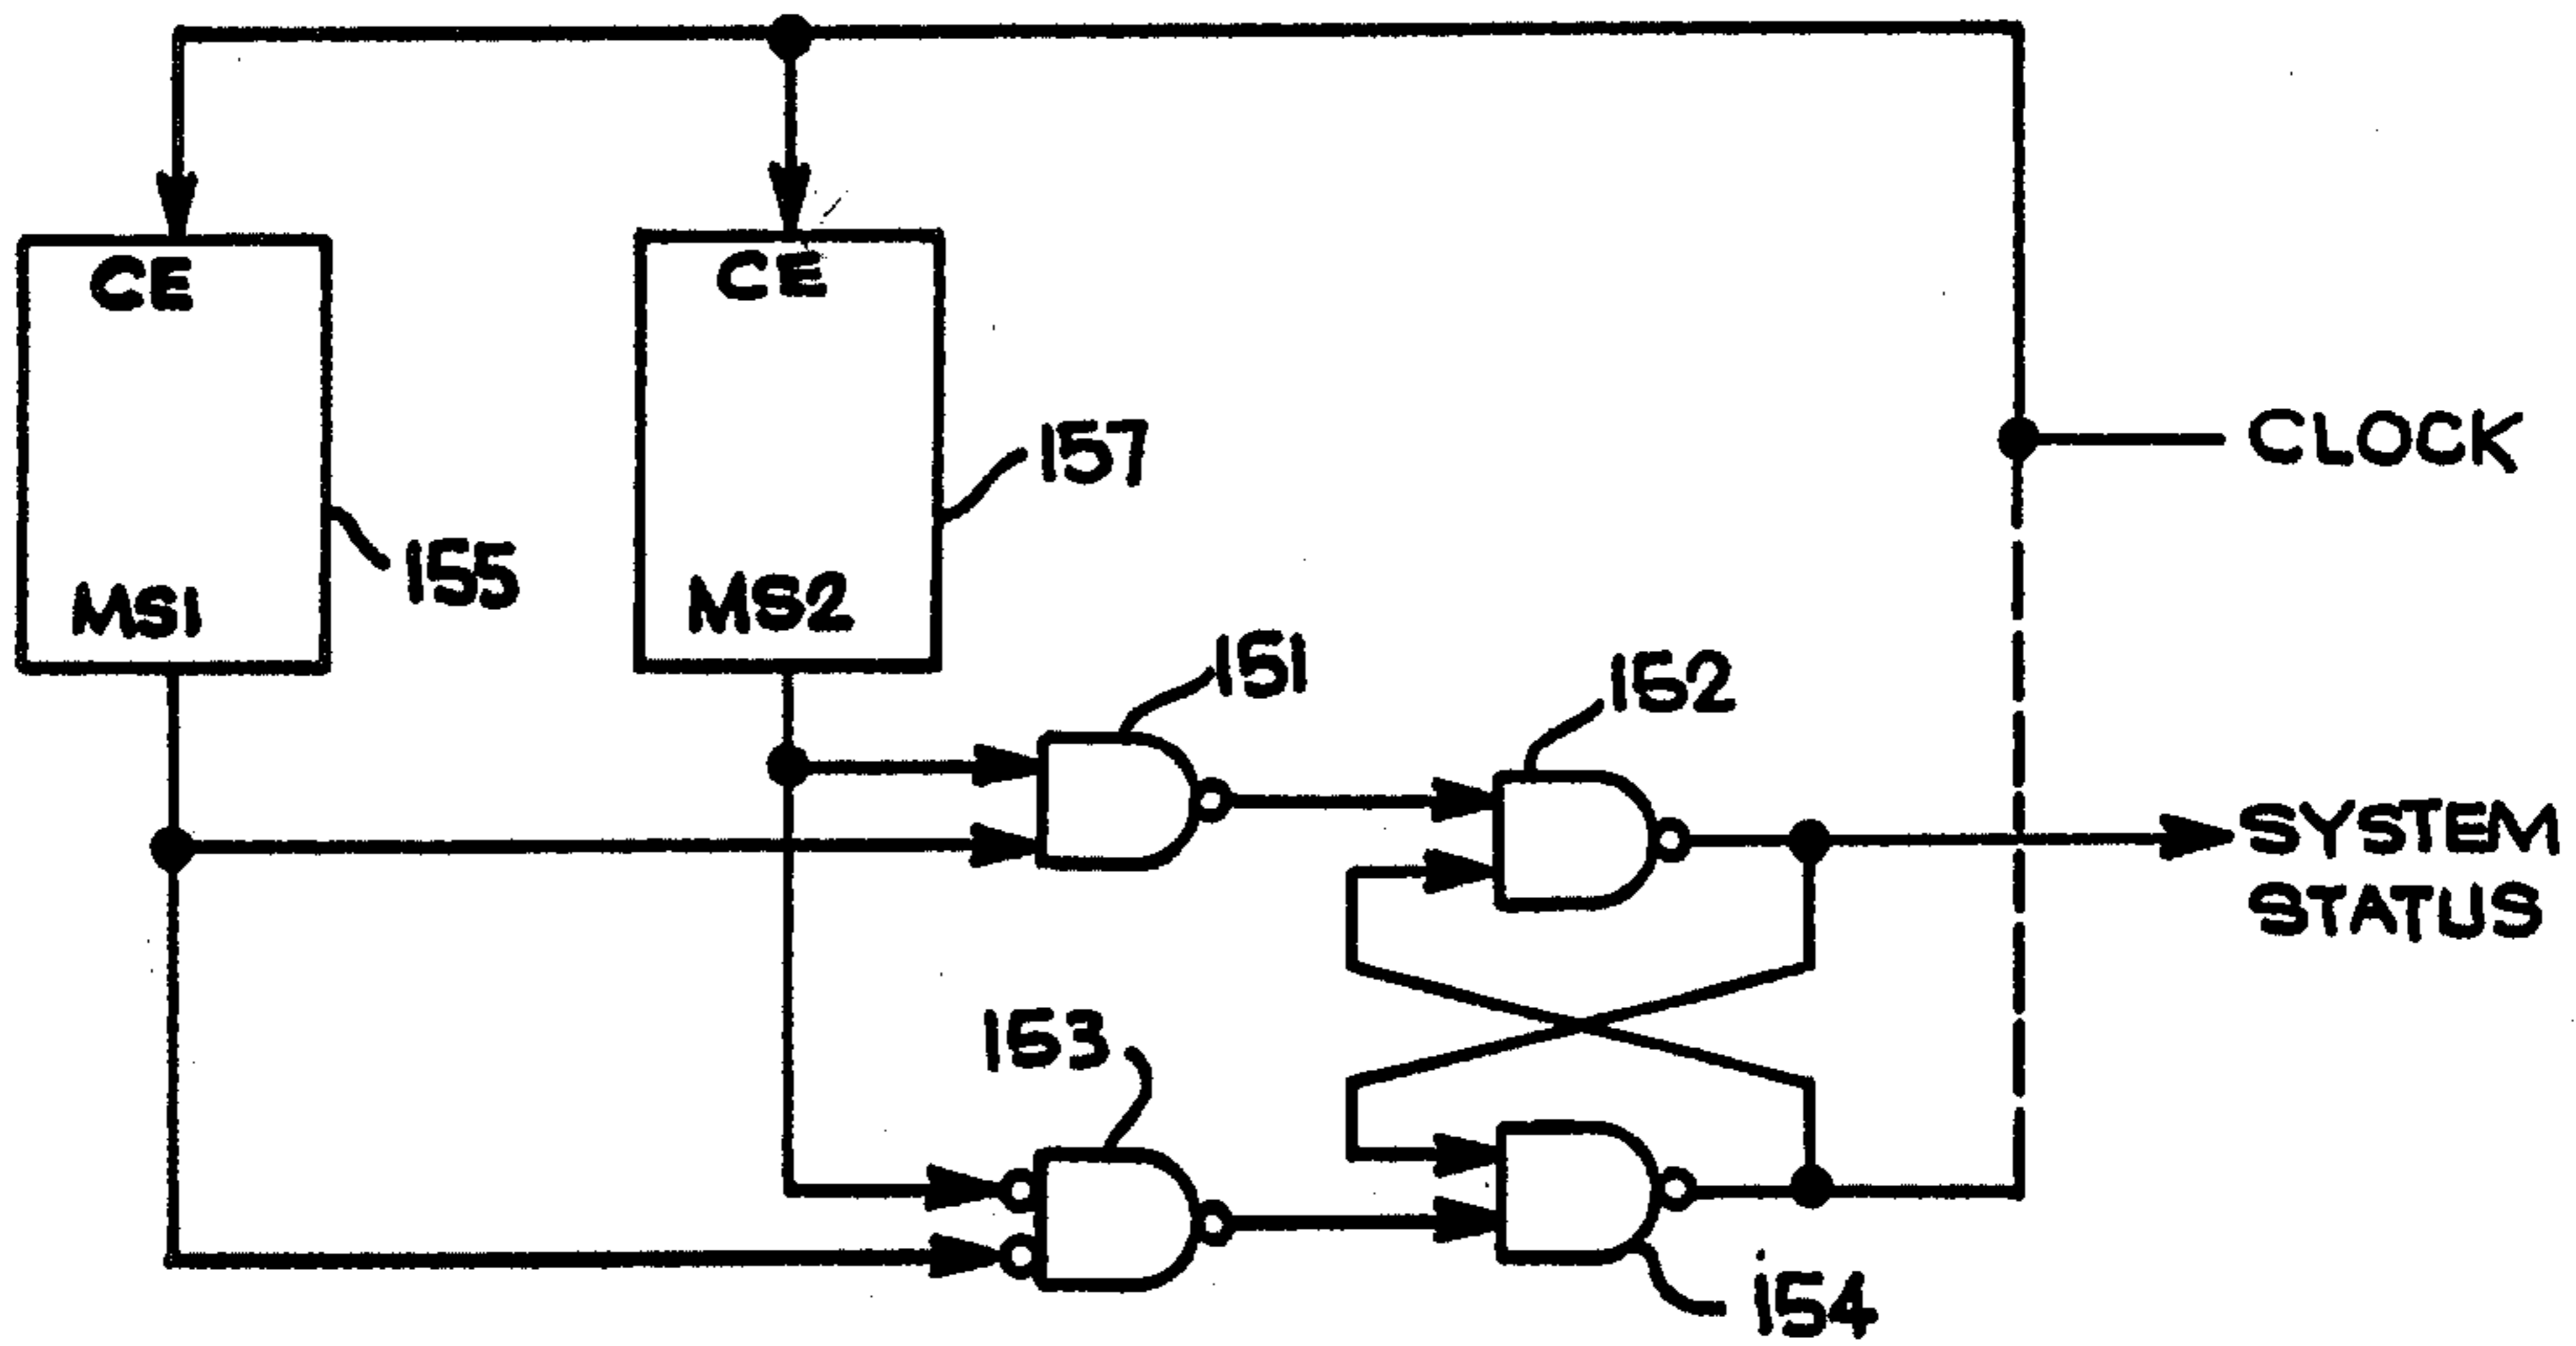 CE
CE
157
CLOCK
155
MS1
MS2
151
152
SYSTEM
STATUS
153
154